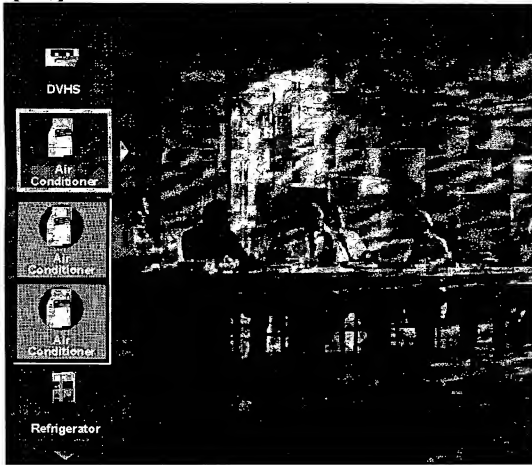 DVHS
Air
Conditioner
Air
Conditioner
Air
Conditioner
Refrigerator